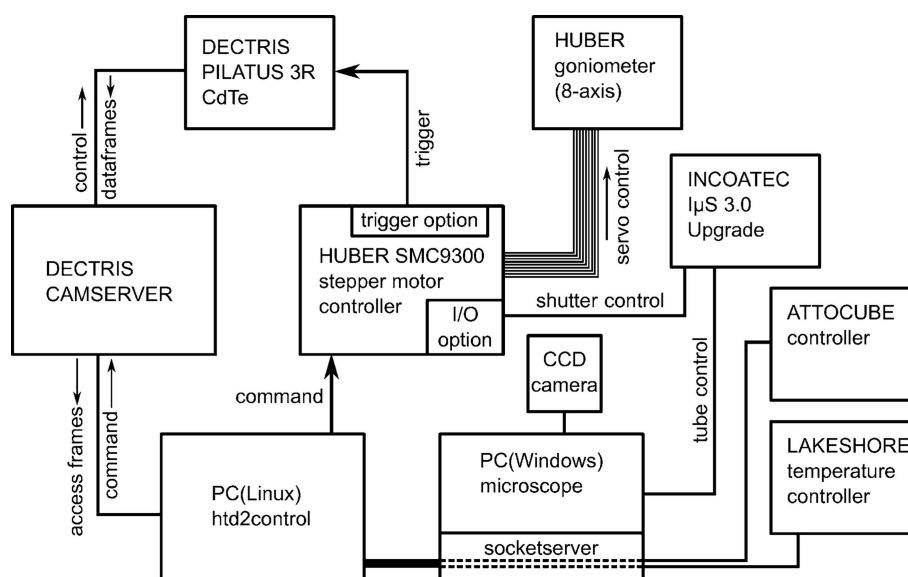 DECTRIS
PILATUS 3R
CdTe
HUBER
goniometer
(8-axis)
control
dataframes
trigger
servo control
INCOATEC
IµS 3.0
Upgrade
trigger option
HUBER SMC9300
stepper motor
controller
I/O
option
DECTRIS
CAMSERVER
shutter control
ATTOCUBE
controller
CCD
camera
tube control
access frames
command
command
PC(Linux)
htd2control
PC(Windows)
microscope
socketserver
LAKESHORE
temperature
controller